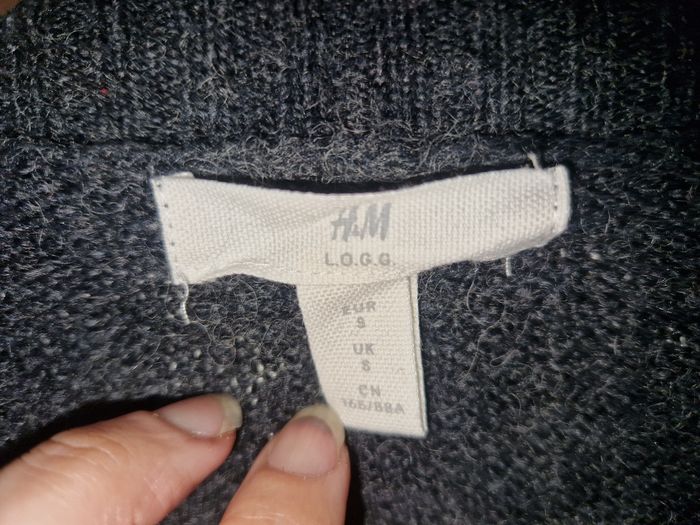 H&M
L.O.G.G.
EUR
S
UK
S
CN
165/88A